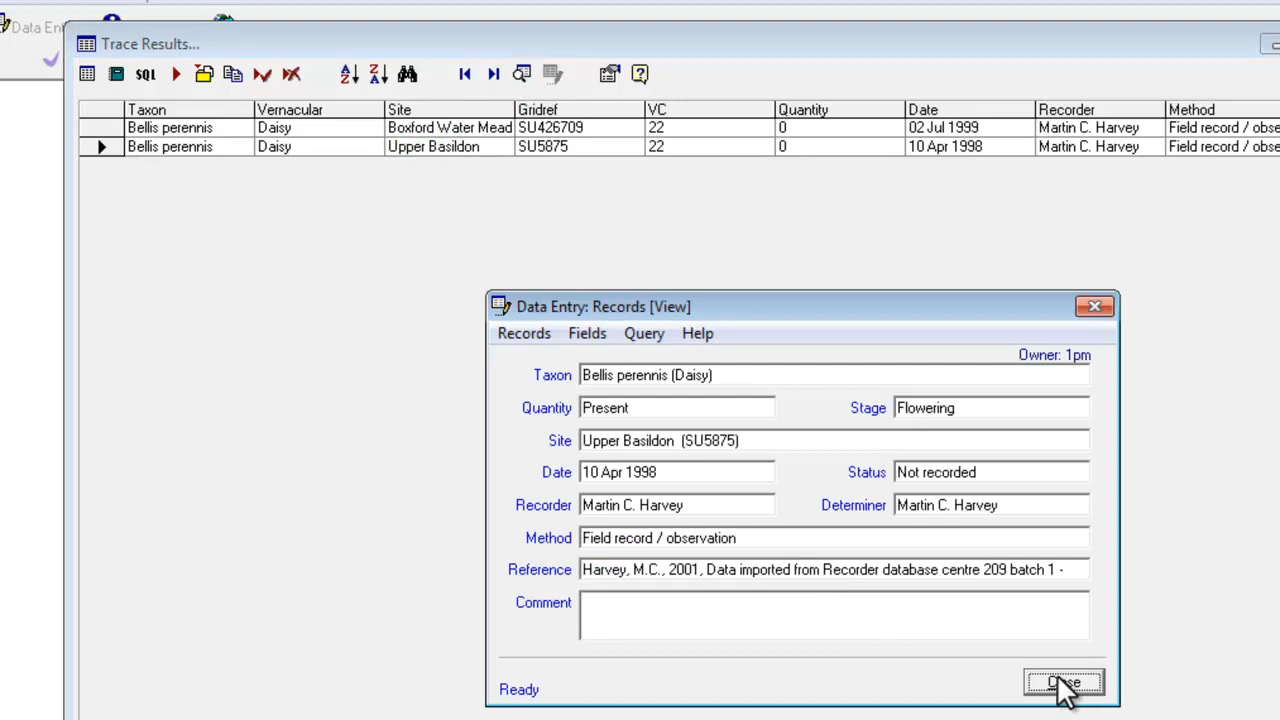 Data Ent
Trace Results...
SQL
Taxon Vernacular Site Gridref VC Quantity Date Recorder Method
Bellis perennis Daisy Boxford Water Mead SU426709 22 0 02 Jul 1999 Martin C. Harvey Field record / obse
Bellis perennis Daisy Upper Basildon SU5875 22 0 10 Apr 1998 Martin C. Harvey Field record / obse
Data Entry: Records [View]
Records Fields Query Help
Owner: 1pm
Taxon Bellis perennis (Daisy)
Quantity Present Stage Flowering
Site Upper Basildon (SU5875)
Date 10 Apr 1998 Status Not recorded
Recorder Martin C. Harvey Determiner Martin C. Harvey
Method Field record / observation
Reference Harvey, M.C., 2001, Data imported from Recorder database centre 209 batch 1 -
Comment
Ready